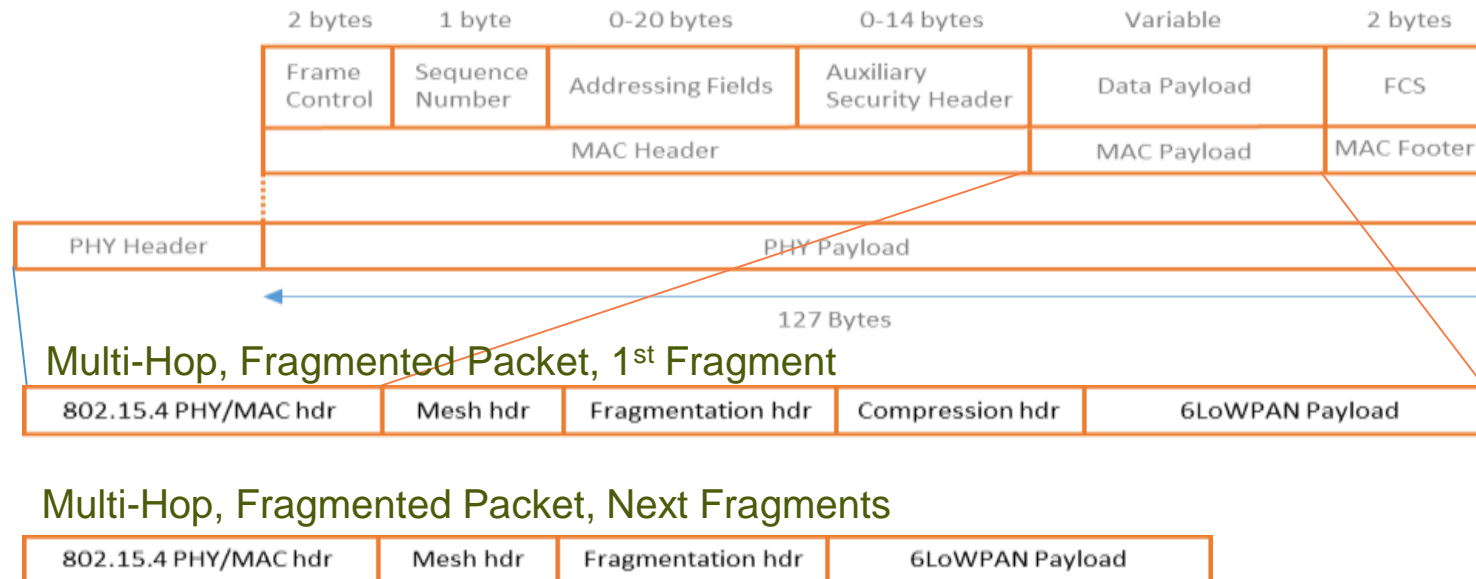 2 bytes 1 byte 0-20 bytes 0-14 bytes Variable 2 bytes
Frame Control Sequence Number Addressing Fields Auxiliary Security Header Data Payload FCS
MAC Header MAC Payload MAC Footer
PHY Header PHY Payload
127 Bytes
Multi-Hop, Fragmented Packet, 1st Fragment
802.15.4 PHY/MAC hdr Mesh hdr Fragmentation hdr Compression hdr 6LoWPAN Payload
Multi-Hop, Fragmented Packet, Next Fragments
802.15.4 PHY/MAC hdr Mesh hdr Fragmentation hdr 6LoWPAN Payload